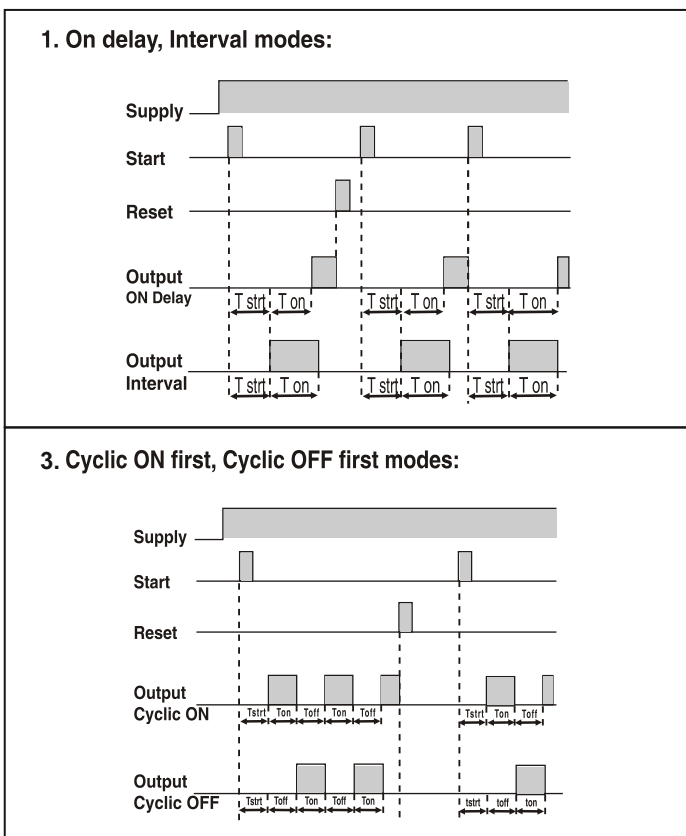 1. On delay, Interval modes:
Supply
Start
Reset
Output
ON Delay
T strt T on T strt T on T strt T on
Output
Interval
T strt T on T strt T on T strt T on
3. Cyclic ON first, Cyclic OFF first modes:
Supply
Start
Reset
Output
Cyclic ON
Tstrt Ton Toff Ton Toff Tstrt Ton Toff
Output
Cyclic OFF
Tstrt Toff Ton Toff Ton tstrt toff ton